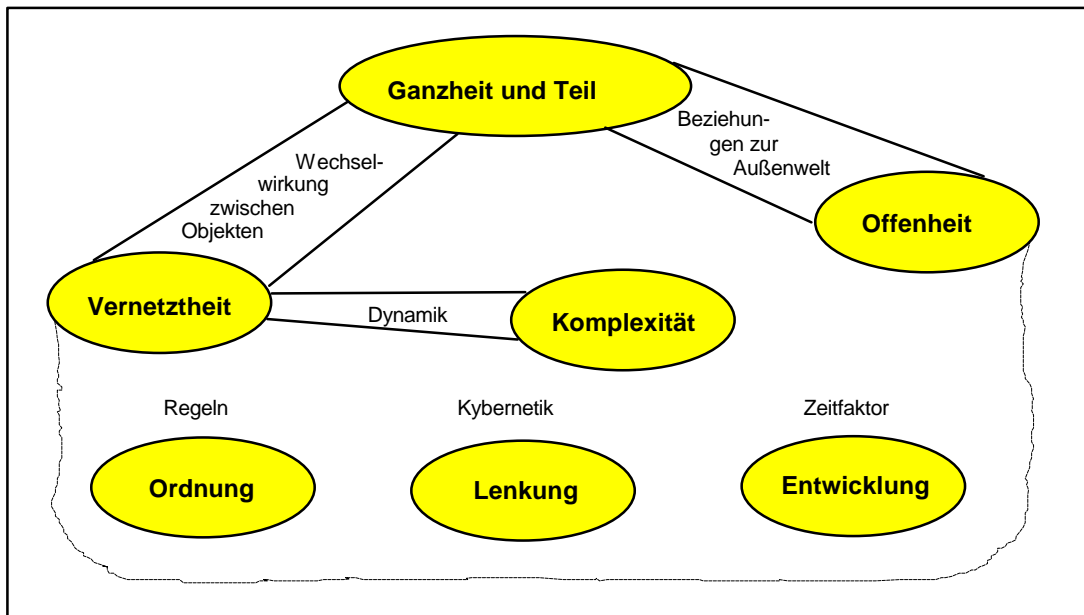 Ganzheit und Teil
Beziehun-
gen zur
Außenwelt
Wechsel-
wirkung
zwischen
Objekten
Offenheit
Vernetztheit
Dynamik
Komplexität
Regeln
Kybernetik
Zeitfaktor
Ordnung
Lenkung
Entwicklung